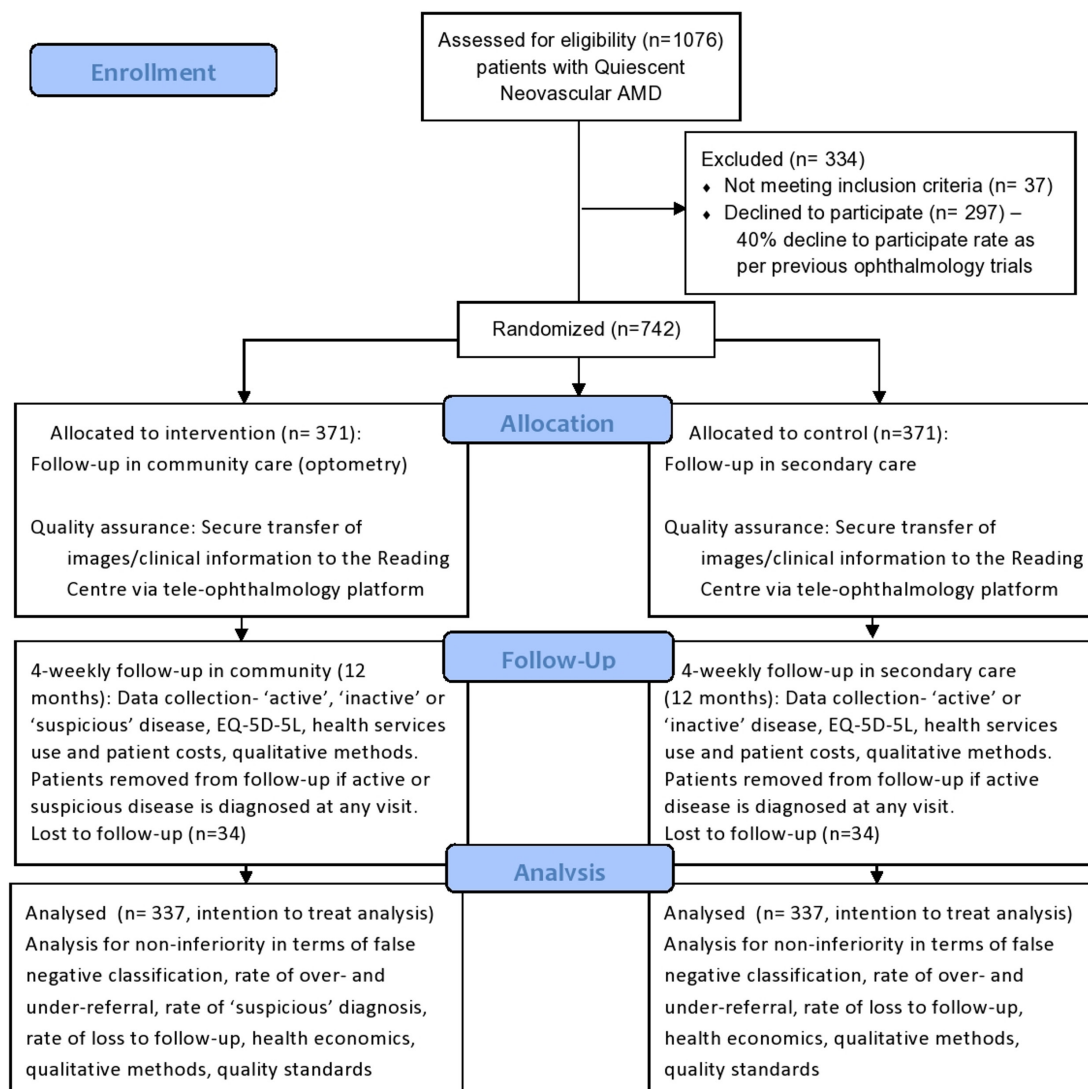 Enrollment
Assessed for eligibility (n=1076)
patients with Quiescent
Neovascular AMD
Excluded (n= 334)
♦ Not meeting inclusion criteria (n= 37)
♦ Declined to participate (n= 297) –
40% decline to participate rate as
per previous ophthalmology trials
Randomized (n=742)
Allocation
Allocated to intervention (n= 371):
Follow-up in community care (optometry)
Quality assurance: Secure transfer of
images/clinical information to the Reading
Centre via tele-ophthalmology platform
Allocated to control (n=371):
Follow-up in secondary care
Quality assurance: Secure transfer of
images/clinical information to the Reading
Centre via tele-ophthalmology platform
Follow-Up
4-weekly follow-up in community (12
months): Data collection- ‘active’, ‘inactive’ or
‘suspicious’ disease, EQ-5D-5L, health services
use and patient costs, qualitative methods.
Patients removed from follow-up if active or
suspicious disease is diagnosed at any visit.
Lost to follow-up (n=34)
4-weekly follow-up in secondary care
(12 months): Data collection- ‘active’ or
‘inactive’ disease, EQ-5D-5L, health services
use and patient costs, qualitative methods.
Patients removed from follow-up if active
disease is diagnosed at any visit.
Lost to follow-up (n=34)
Analysis
Analysed (n= 337, intention to treat analysis)
Analysis for non-inferiority in terms of false
negative classification, rate of over- and
under-referral, rate of ‘suspicious’ diagnosis,
rate of loss to follow-up, health economics,
qualitative methods, quality standards
Analysed (n= 337, intention to treat analysis)
Analysis for non-inferiority in terms of false
negative classification, rate of over- and
under-referral, rate of loss to follow-up,
health economics, qualitative methods,
quality standards